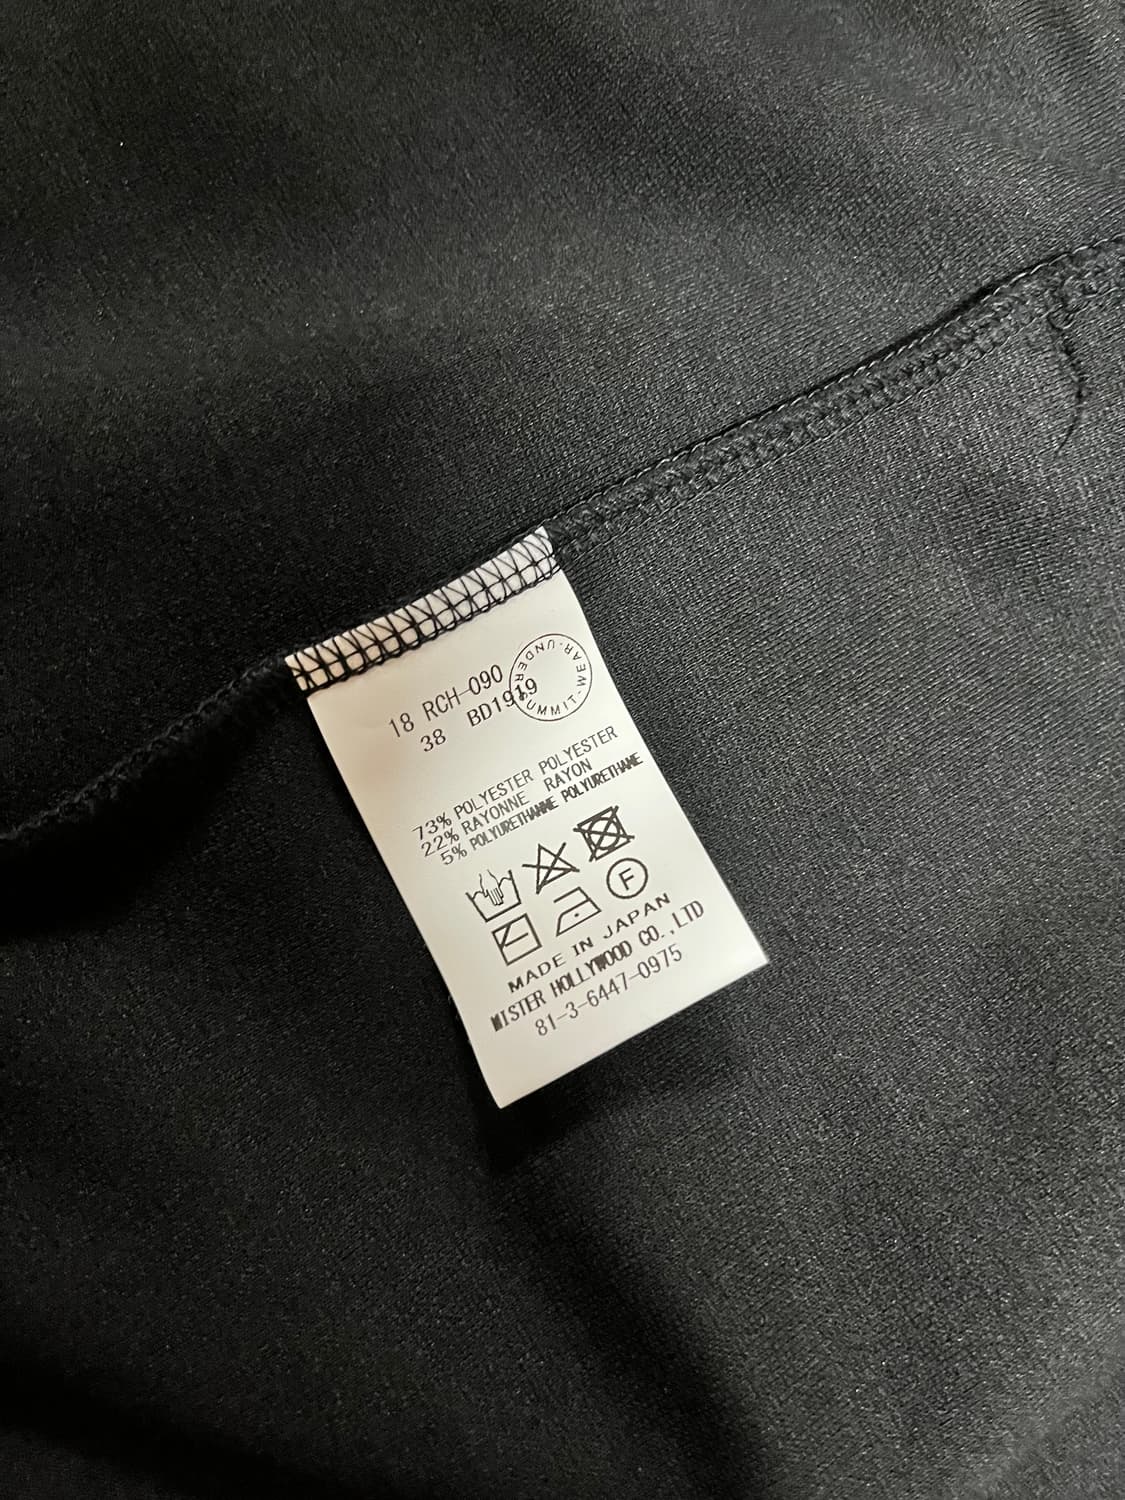 18 RCH-090
38 BD1919
UNDER·SUMMIT·WEAR·
73% POLYESTER POLYESTER
22% RAYONNE RAYON
5% POLYURETHANNE POLYURETHANE
F
MADE IN JAPAN
MISTER HOLLYWOOD CO.,LTD
81-3-6447-0975